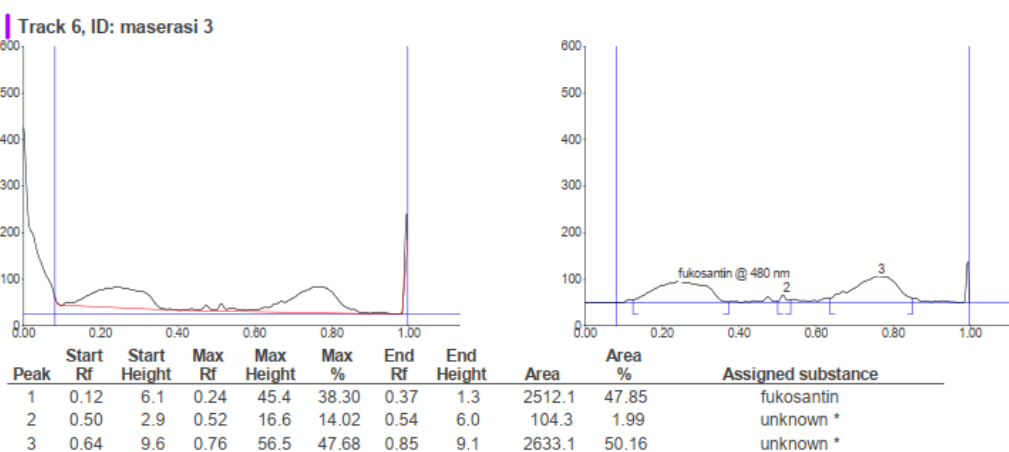 Track 6, ID: maserasi 3
600
500
400
300
200
100
0
0.00 0.20 0.40 0.60 0.80 1.00
600
500
400
300
200
100
0
fukosantin @ 480 nm
2
3
0.00 0.20 0.40 0.60 0.80 1.00
Start Start Max Max Max End End Area
Peak Rf Height Rf Height % Rf Height Area % Assigned substance
1 0.12 6.1 0.24 45.4 38.30 0.37 1.3 2512.1 47.85 fukosantin
2 0.50 2.9 0.52 16.6 14.02 0.54 6.0 104.3 1.99 unknown *
3 0.64 9.6 0.76 56.5 47.68 0.85 9.1 2633.1 50.16 unknown *